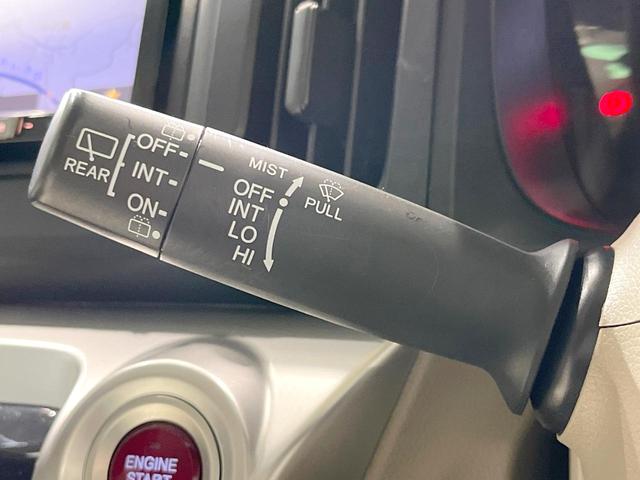 REAR
OFF
INT
ON
MIST
OFF
INT
LO
HI
PULL
ENGINE
START